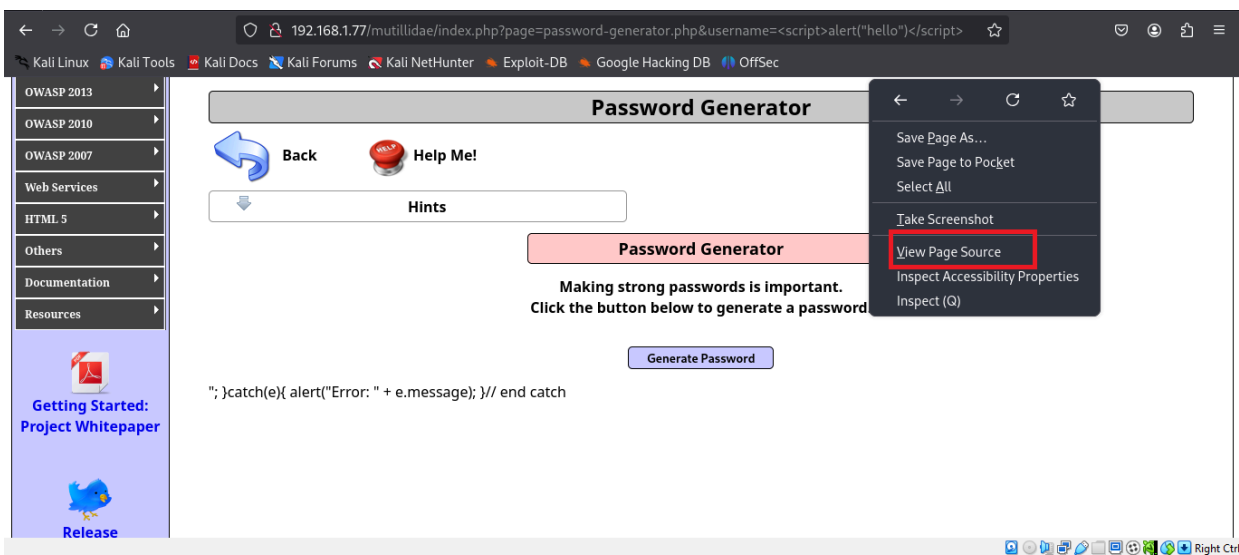 192.168.1.77/mutillidae/index.php?page=password-generator.php&username=<script>alert("hello")</script>
Kali Linux Kali Tools Kali Docs Kali Forums Kali NetHunter Exploit-DB Google Hacking DB OffSec
OWASP 2013
OWASP 2010
OWASP 2007
Web Services
HTML 5
Others
Documentation
Resources
Getting Started:
Project Whitepaper
Release
Password Generator
Back
HELP
Help Me!
Hints
Password Generator
Making strong passwords is important.
Click the button below to generate a password
Generate Password
"; }catch(e){ alert("Error: " + e.message); }// end catch
Save Page As...
Save Page to Pocket
Select All
Take Screenshot
View Page Source
Inspect Accessibility Properties
Inspect (Q)
Right Ctrl